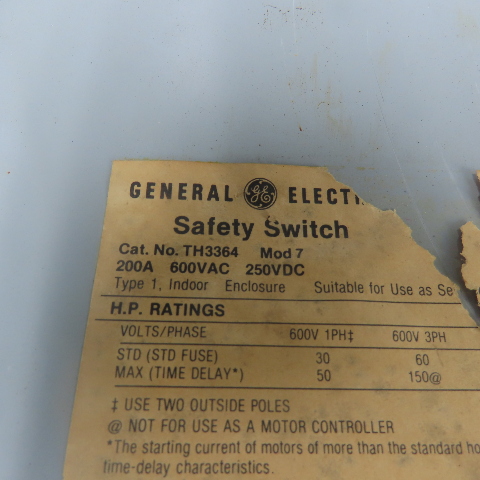 GENERAL GE ELECT
Safety Switch
Cat. No. TH3364 Mod 7
200A 600VAC 250VDC
Type 1, Indoor Enclosure Suitable for Use as Se
H.P. RATINGS
VOLTS/PHASE 600V 1PH‡ 600V 3PH
STD (STD FUSE) 30 60
MAX (TIME DELAY*) 50 150@
‡ USE TWO OUTSIDE POLES
@ NOT FOR USE AS A MOTOR CONTROLLER
*The starting current of motors of more than the standard ho
time-delay characteristics.